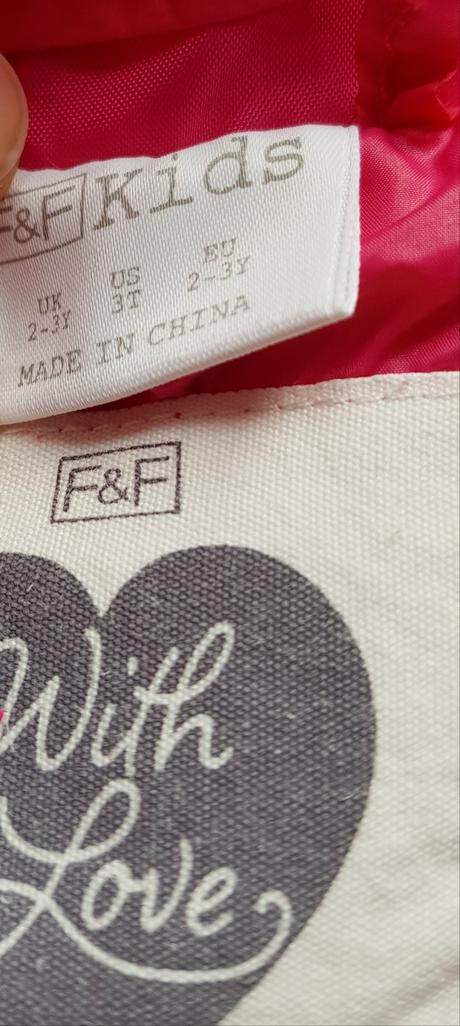 F&F Kids
UK US EU
2-3Y 3T 2-3Y
MADE IN CHINA
F&F
With
Love